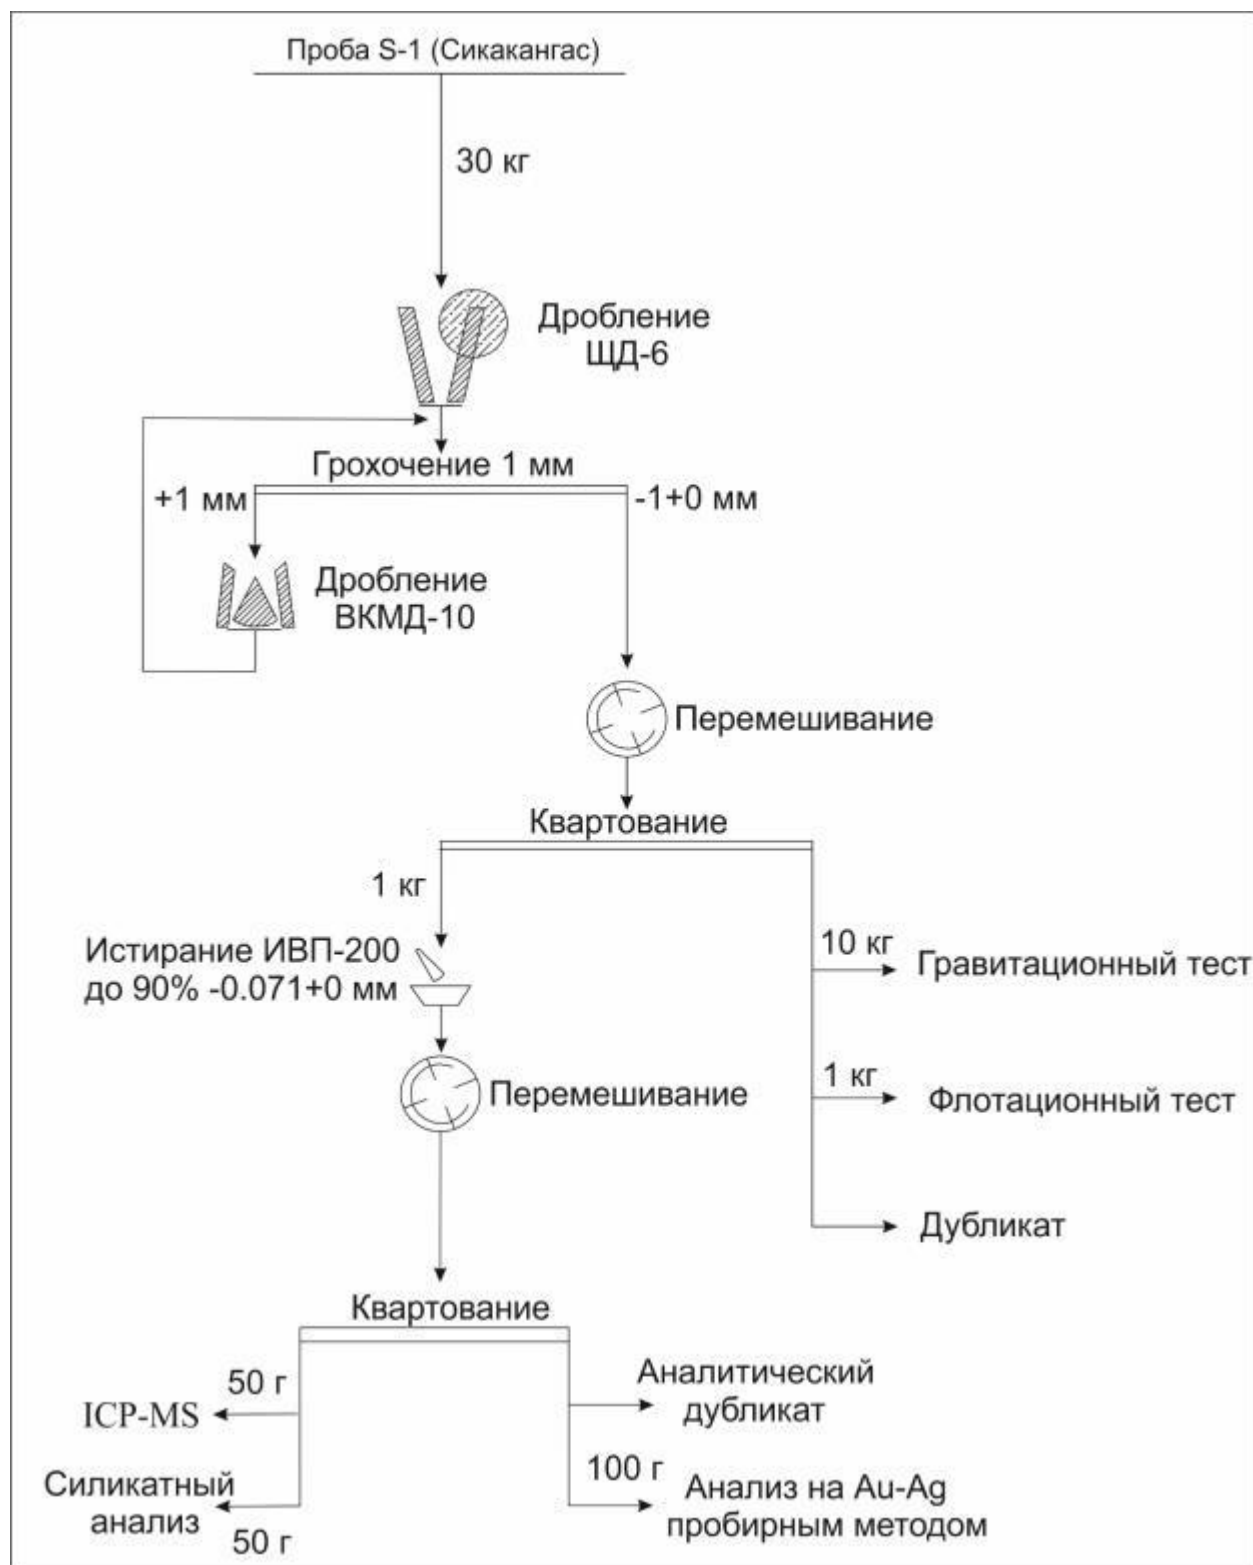 Проба S-1 (Сикакангас)
30 кг
Дробление
ЩД-6
Грохочение 1 мм
+1 мм
-1+0 мм
Дробление
ВКМД-10
Перемешивание
Квартование
1 кг
Истирание ИВП-200
до 90% -0.071+0 мм
10 кг
Гравитационный тест
Перемешивание
1 кг
Флотационный тест
Дубликат
Квартование
50 г
ICP-MS
Аналитический
дубликат
Силикатный
анализ
50 г
100 г
Анализ на Au-Ag
пробирным методом